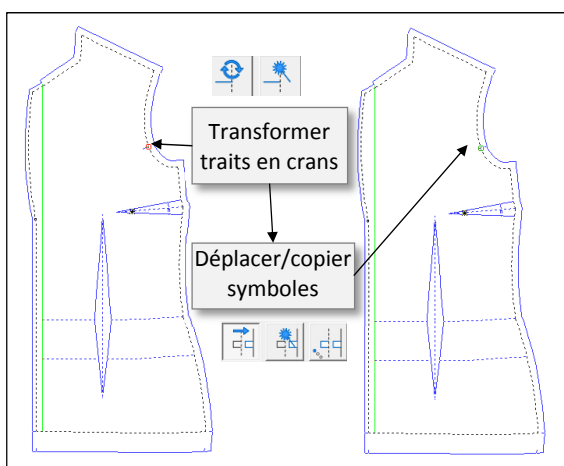 Transformer
traits en crans
Déplacer/copier
symboles